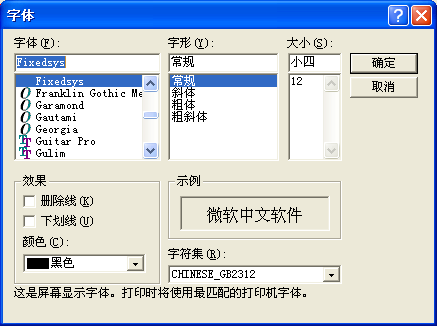 字体
字体(F):
Fixedsys
Fixedsys
Franklin Gothic Me
Garamond
Gautami
Georgia
Guitar Pro
Gulim
字形(Y):
常规
常规
斜体
粗体
粗斜体
大小(S):
小四
12
确定
取消
效果
删除线(K)
下划线(U)
颜色(C):
黑色
示例
微软中文软件
字符集(R):
CHINESE_GB2312
这是屏幕显示字体。打印时将使用最匹配的打印机字体。